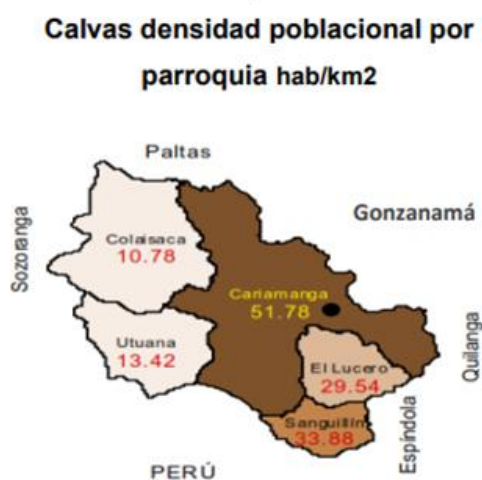 Calvas densidad poblacional por
parroquia hab/km2
Paltas
Gonzanamá
Sozoranga
Colaisaca
10.78
Cariamanga
51.78
Utuana
13.42
El Lucero
29.54
Quilanga
Sanguillín
33.88
Espíndola
PERÚ